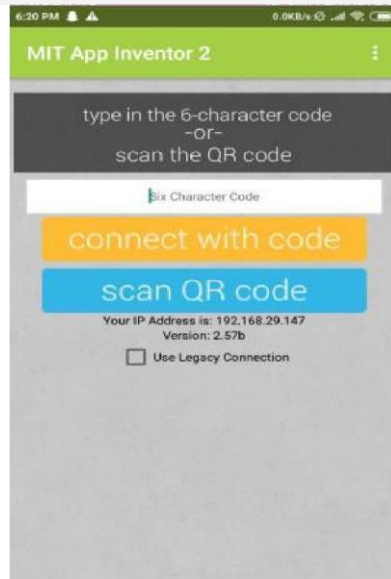 6:20 PM 0.0KB/s
MIT App Inventor 2
type in the 6-character code
-or-
scan the QR code
Six Character Code
connect with code
scan QR code
Your IP Address is: 192.168.29.147
Version: 2.57b
Use Legacy Connection